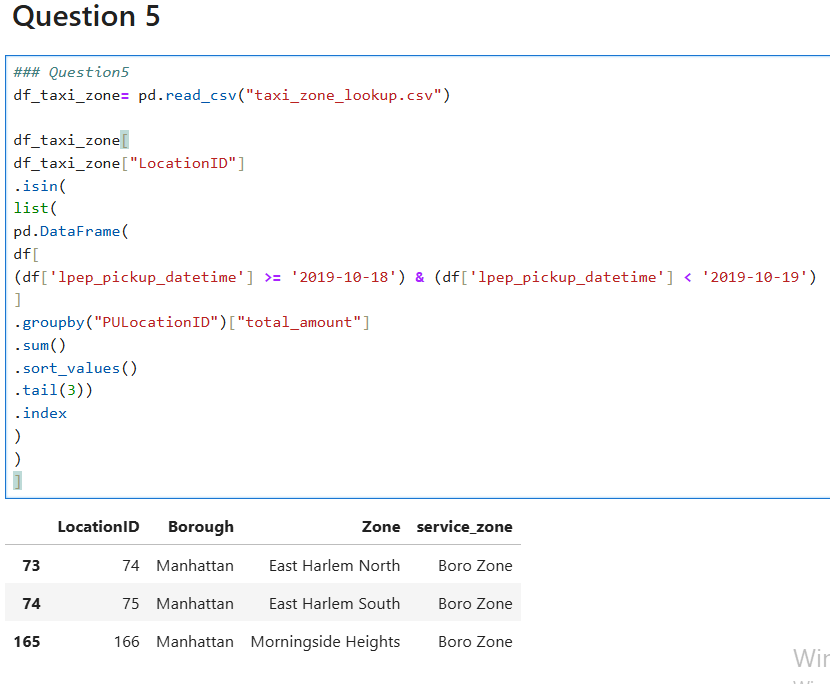 Question 5
### Question5
df_taxi_zone= pd.read_csv("taxi_zone_lookup.csv")
df_taxi_zone[
df_taxi_zone["LocationID"]
.isin(
list(
pd.DataFrame(
df[
(df['lpep_pickup_datetime'] >= '2019-10-18') & (df['lpep_pickup_datetime'] < '2019-10-19')
]
.groupby("PULocationID")["total_amount"]
.sum()
.sort_values()
.tail(3))
.index
)
)
]
LocationID Borough Zone service_zone
73 74 Manhattan East Harlem North Boro Zone
74 75 Manhattan East Harlem South Boro Zone
165 166 Manhattan Morningside Heights Boro Zone